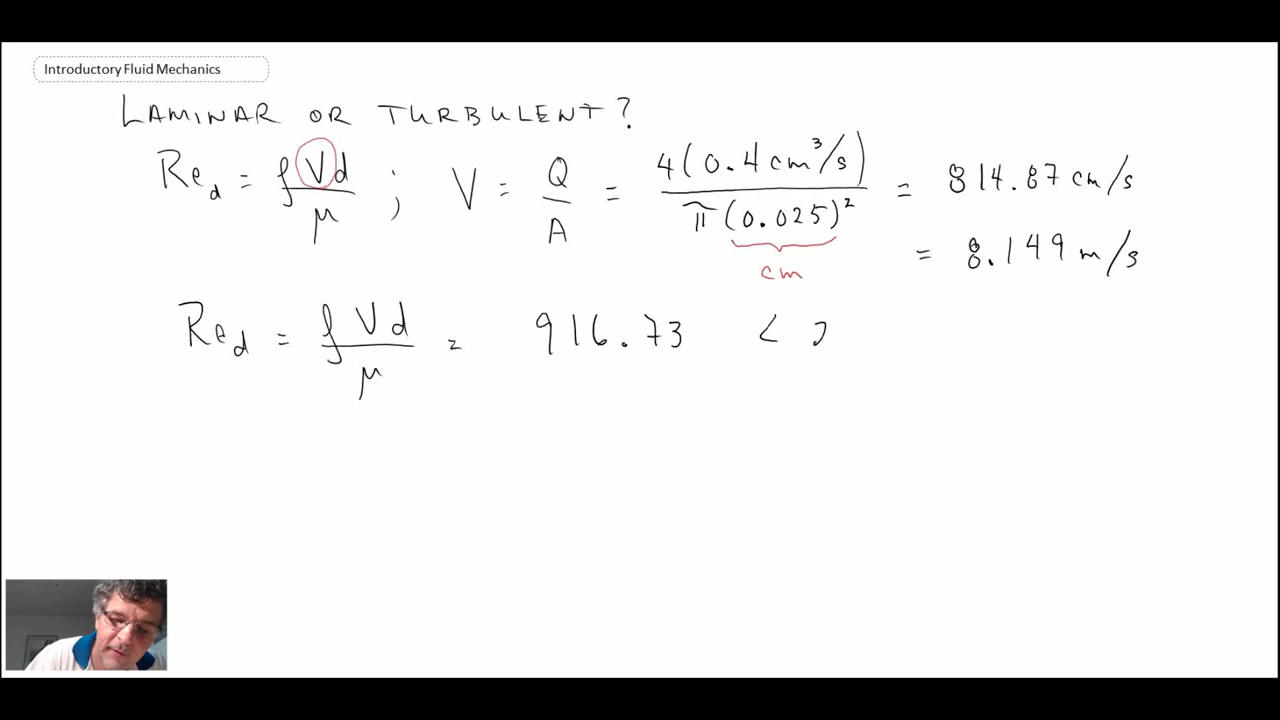 Introductory Fluid Mechanics
LAMINAR OR TURBULENT?
Re_d = ρVd/μ ; V = Q/A = 4(0.4 cm³/s)/π(0.025)² = 814.87 cm/s
cm
= 8.149 m/s
Re_d = ρVd/μ = 916.73 <